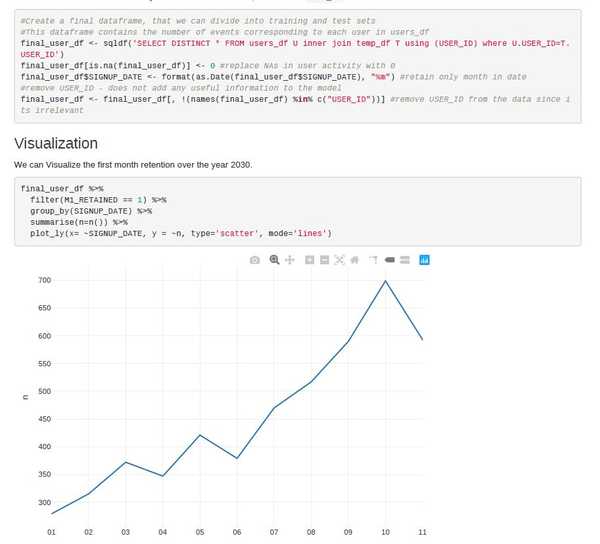 #Create a final dataframe, that we can divide into training and test sets
#This dataframe contains the number of events corresponding to each user in users_df
final_user_df <- sqldf('SELECT DISTINCT * FROM users_df U inner join temp_df T using (USER_ID) where U.USER_ID=T.
USER_ID')
final_user_df[is.na(final_user_df)] <- 0 #replace NAs in user activity with 0
final_user_df$SIGNUP_DATE <- format(as.Date(final_user_df$SIGNUP_DATE), "%m") #retain only month in date
#remove USER_ID - does not add any useful information to the model
final_user_df <- final_user_df[, !(names(final_user_df) %in% c("USER_ID"))] #remove USER_ID from the data since i
ts irrelevant
Visualization
We can Visualize the first month retention over the year 2030.
final_user_df %>%
filter(M1_RETAINED == 1) %>%
group_by(SIGNUP_DATE) %>%
summarise(n=n()) %>%
plot_ly(x= ~SIGNUP_DATE, y = ~n, type='scatter', mode='lines')
700
650
600
550
500
450
400
350
300
n
01 02 03 04 05 06 07 08 09 10 11